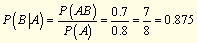 P(B|A) = P(AB)/P(A) = 0.7/0.8 = 7/8 = 0.875